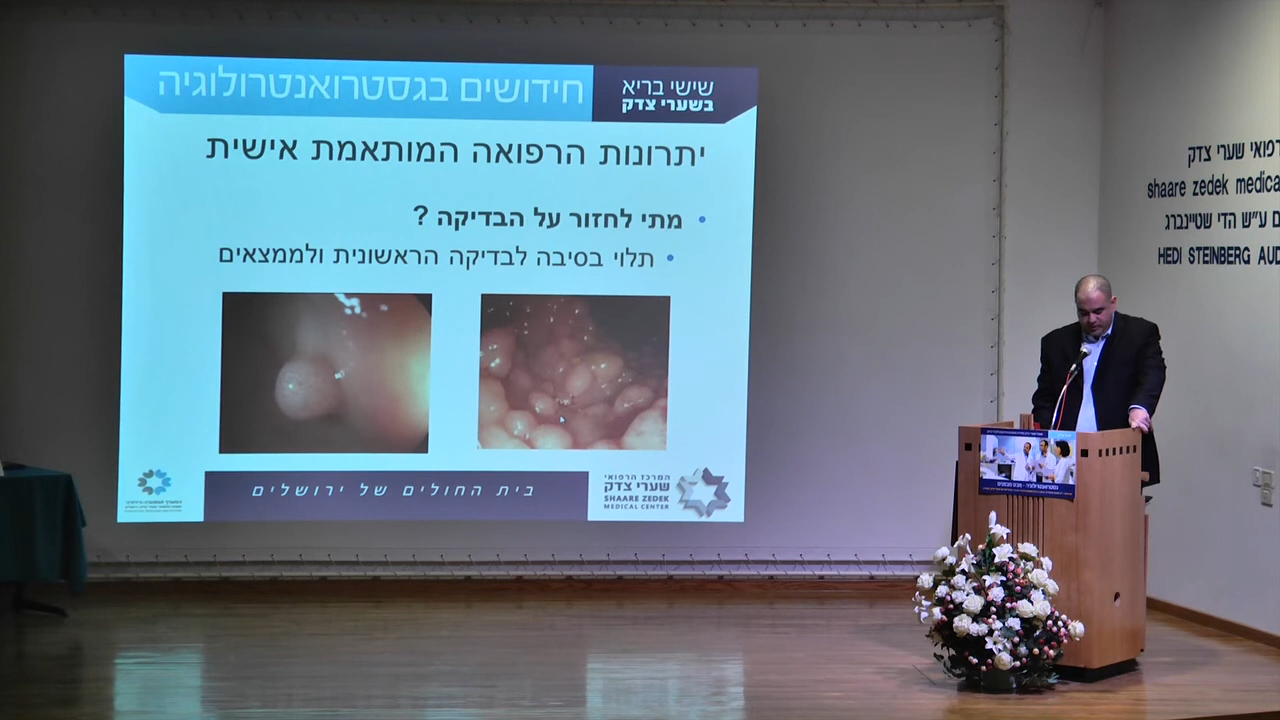 חידושים בגסטרואנטרולוגיה
שישי בריא
בשערי צדק
יתרונות הרפואה המותאמת אישית
• מתי לחזור על הבדיקה ?
• תלוי בסיבה לבדיקה הראשונית ולממצאים
בית החולים של ירושלים
המרכז הרפואי
שערי צדק
SHAARE ZEDEK
MEDICAL CENTER
רפואי שערי צדק
shaare zedek medica
ע״ש הדי שטיינברג
HEDI STEINBERG AUD
גסטרואנטרולוגיה -